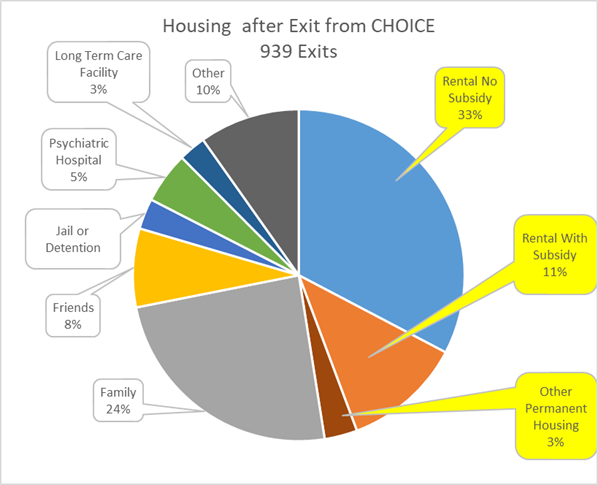 Housing after Exit from CHOICE
939 Exits
Long Term Care
Facility
3%
Other
10%
Rental No
Subsidy
33%
Psychiatric
Hospital
5%
Jail or
Detention
Rental With
Subsidy
11%
Friends
8%
Family
24%
Other
Permanent
Housing
3%